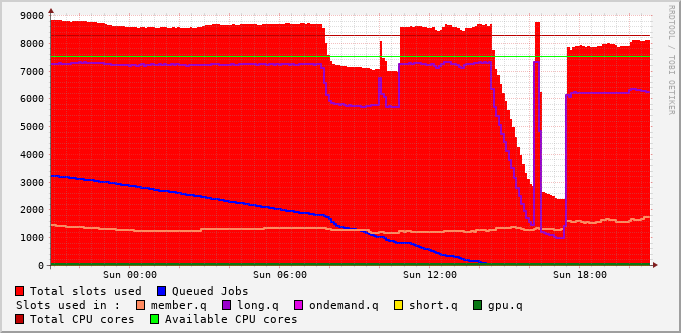 9000
8000
7000
6000
5000
4000
3000
2000
1000
0
Sun 00:00 Sun 06:00 Sun 12:00 Sun 18:00
RRDTOOL / TOBI OETIKER
Total slots used Queued Jobs
Slots used in : member.q long.q ondemand.q short.q gpu.q
Total CPU cores Available CPU cores